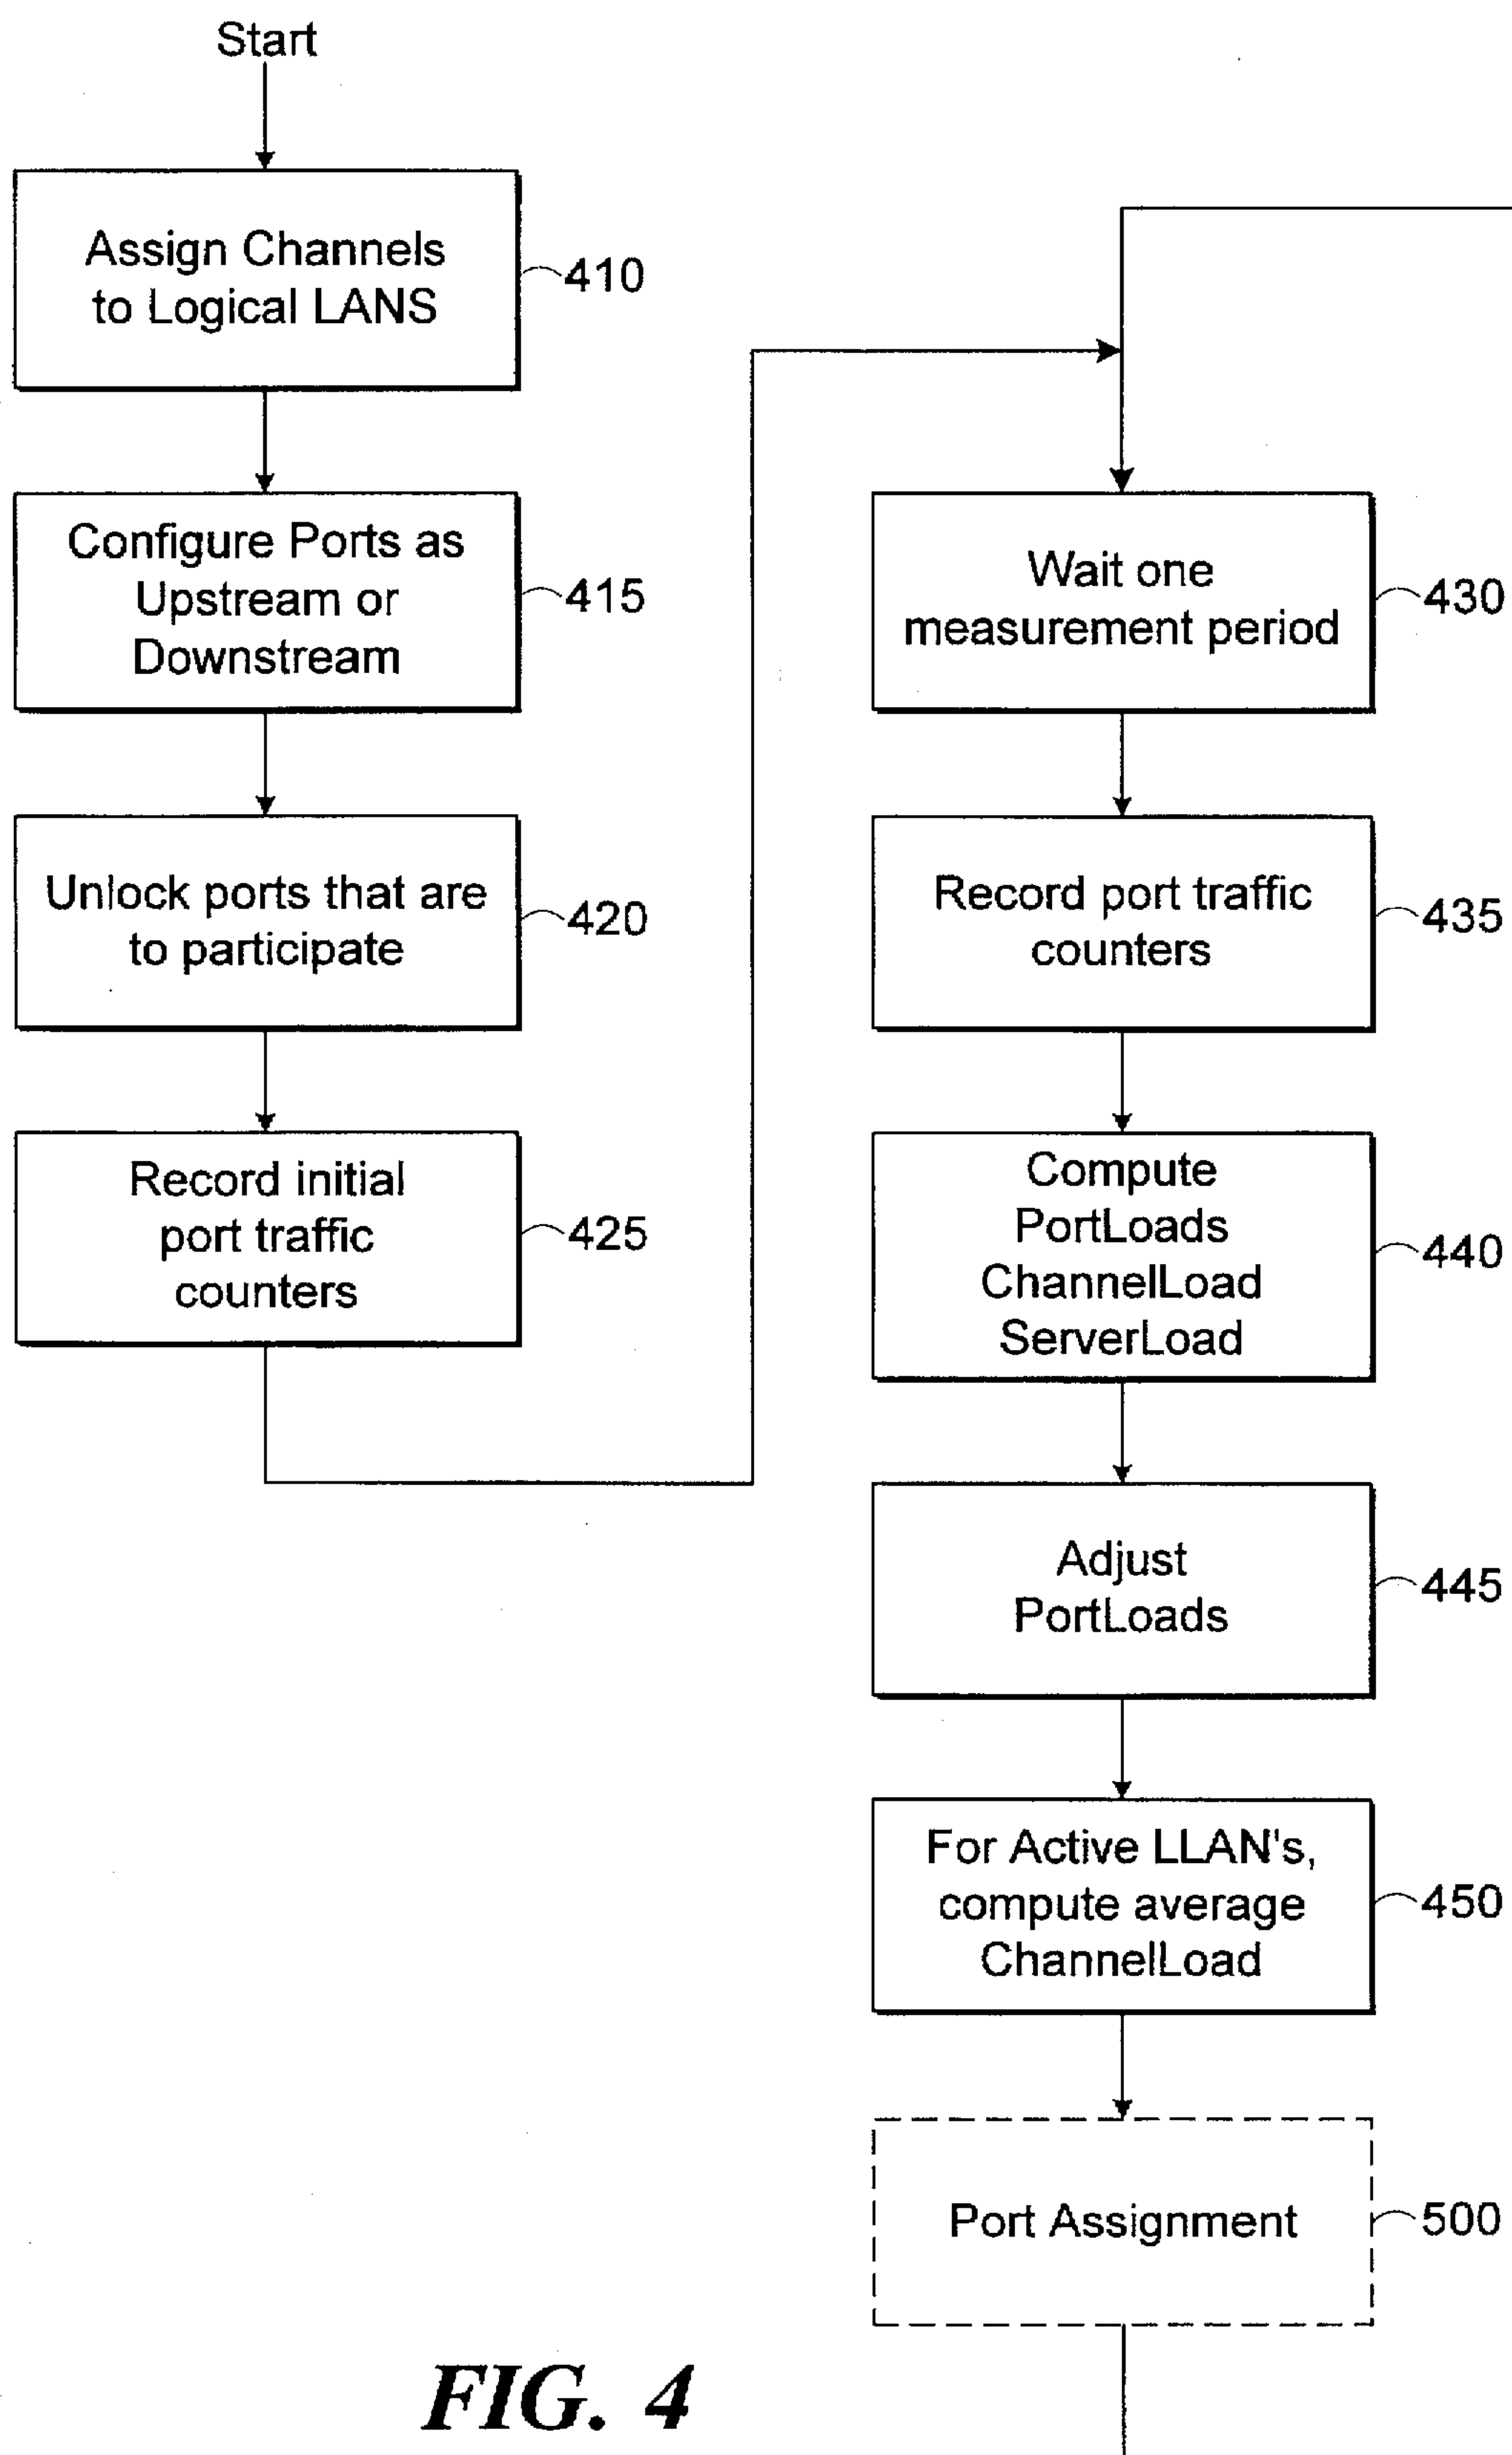 Start
Assign Channels
to Logical LANS
410
Configure Ports as
Upstream or
Downstream
415
Unlock ports that are
to participate
420
Record initial
port traffic
counters
425
Wait one
measurement period
430
Record port traffic
counters
435
Compute
PortLoads
ChannelLoad
ServerLoad
440
Adjust
PortLoads
445
For Active LLAN's,
compute average
ChannelLoad
450
Port Assignment
500
FIG. 4